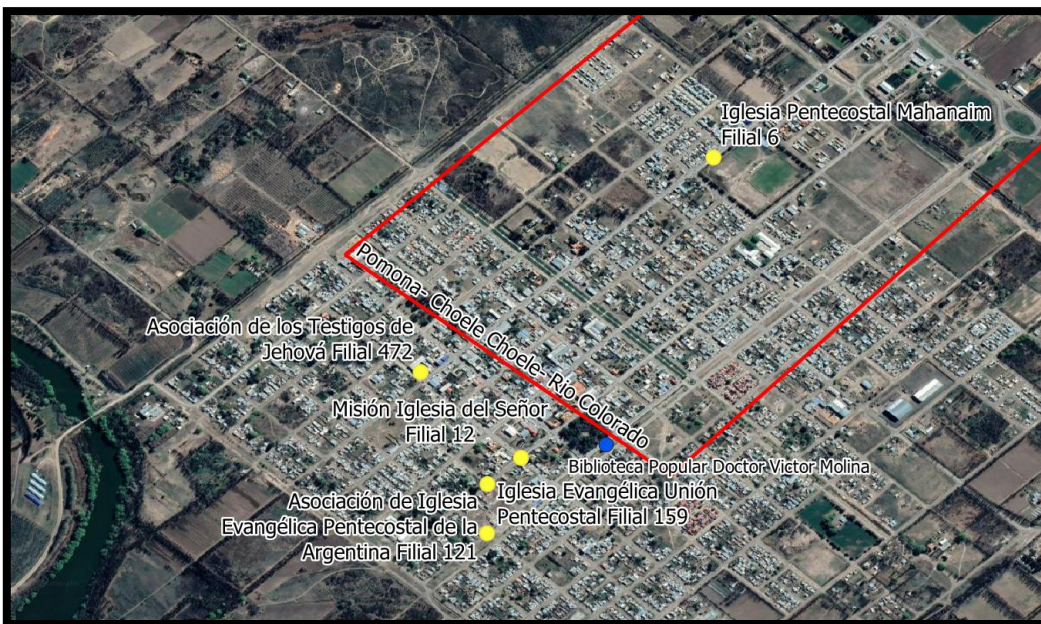 Iglesia Pentecostal Mahanaim
Filial 6
Pomona- Choele Choele- Rio Colorado
Asociación de los Testigos de
Jehová Filial 472
Misión Iglesia del Señor
Filial 12
Biblioteca Popular Doctor Victor Molina
Iglesia Evangélica Unión
Pentecostal Filial 159
Asociación de Iglesia
Evangélica Pentecostal de la
Argentina Filial 121